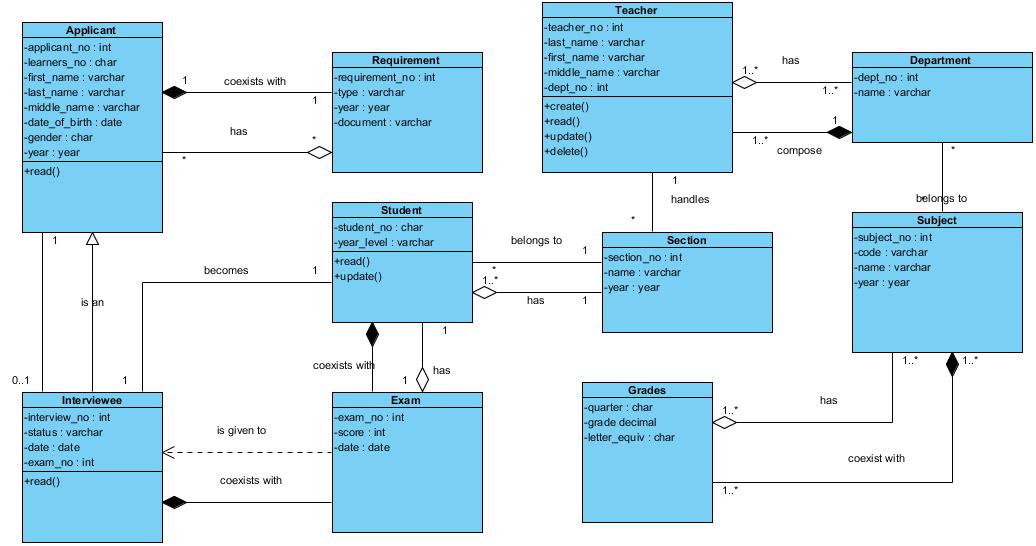 Applicant
-applicant_no : int
-learners_no : char
-first_name : varchar
-last_name : varchar
-middle_name : varchar
-date_of_birth : date
-gender : char
-year : year
+read()
1
coexists with
1
has
*
*
Requirement
-requirement_no : int
-type : varchar
-year : year
-document : varchar
Teacher
-teacher_no : int
-last_name : varchar
-first_name : varchar
-middle_name : varchar
-dept_no : int
+create()
+read()
+update()
+delete()
has
1..*
1..*
1
1..*
compose
Department
-dept_no : int
-name : varchar
1
handles
*
*
belongs to
*
Student
-student_no : char
-year_level : varchar
+read()
+update()
belongs to
1
*
1..*
has
1
Section
-section_no : int
-name : varchar
-year : year
Subject
-subject_no : int
-code : varchar
-name : varchar
-year : year
1
is an
becomes
1
0..1
1
1
coexists with
has
1
Interviewee
-interview_no : int
-status : varchar
-date : date
-exam_no : int
+read()
is given to
coexists with
Exam
-exam_no : int
-score : int
-date : date
Grades
-quarter : char
-grade decimal
-letter_equiv : char
1..*
1..*
has
1..*
coexist with
1..*